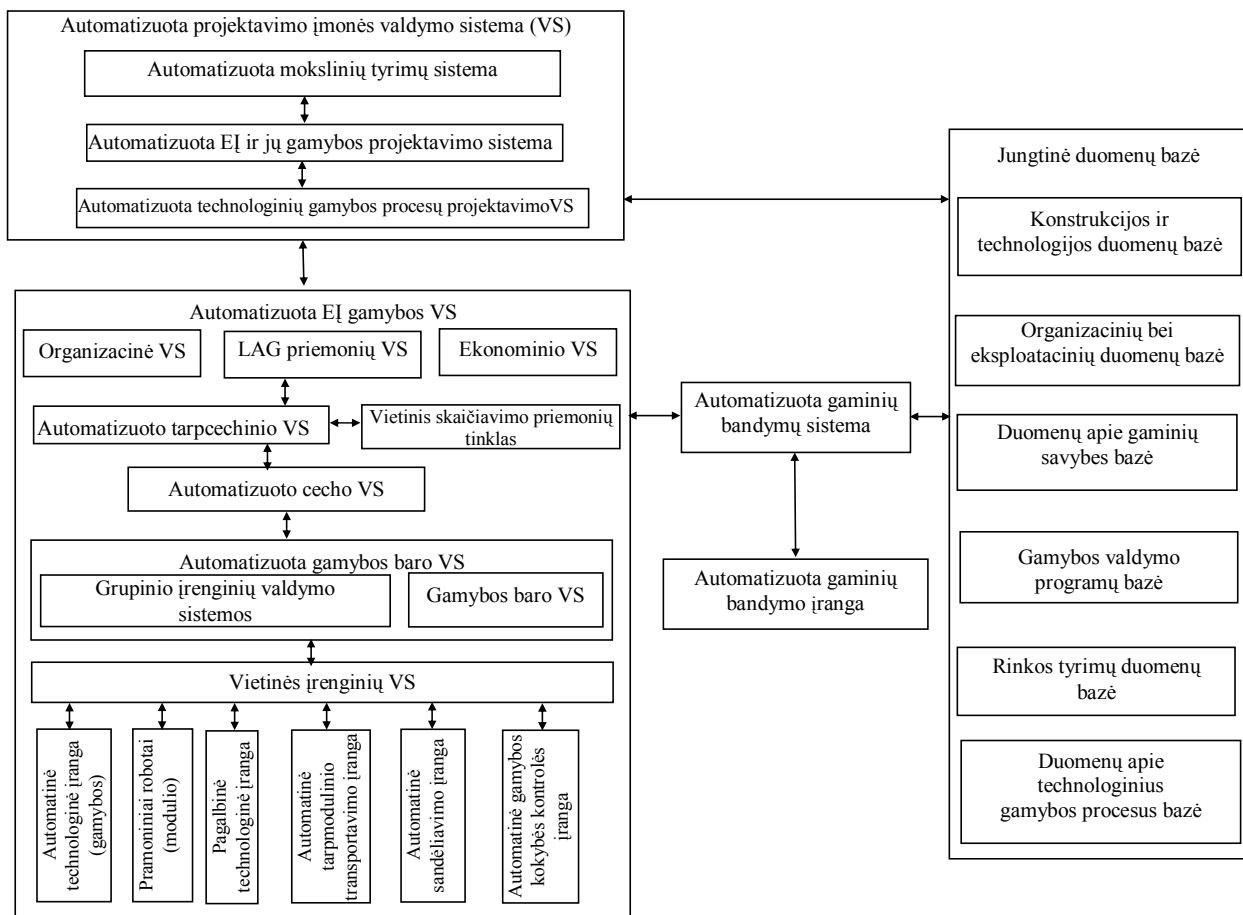 Automatizuota projektavimo įmonės valdymo sistema (VS)
Automatizuota mokslinių tyrimų sistema
Automatizuota EĮ ir jų gamybos projektavimo sistema
Automatizuota technologinių gamybos procesų projektavimoVS
Automatizuota EĮ gamybos VS
Organizacinė VS
LAG priemonių VS
Ekonominio VS
Automatizuoto tarpcechinio VS
Vietinis skaičiavimo priemonių
tinklas
Automatizuoto cecho VS
Automatizuota gamybos baro VS
Grupinio įrenginių valdymo
sistemos
Gamybos baro VS
Vietinės įrenginių VS
Automatinė
technologinė įranga
(gamybos)
Pramoniniai robotai
(modulio)
Pagalbinė
technologinė įranga
Automatinė
tarpmodulinio
transportavimo įranga
Automatinė
sandėliavimo įranga
Automatinė gamybos
kokybės kontrolės
įranga
Automatizuota gaminių
bandymų sistema
Automatizuota gaminių
bandymo įranga
Jungtinė duomenų bazė
Konstrukcijos ir
technologijos duomenų bazė
Organizacinių bei
eksploatacinių duomenų bazė
Duomenų apie gaminių
savybes bazė
Gamybos valdymo
programų bazė
Rinkos tyrimų duomenų
bazė
Duomenų apie
technologinius
gamybos procesus bazė